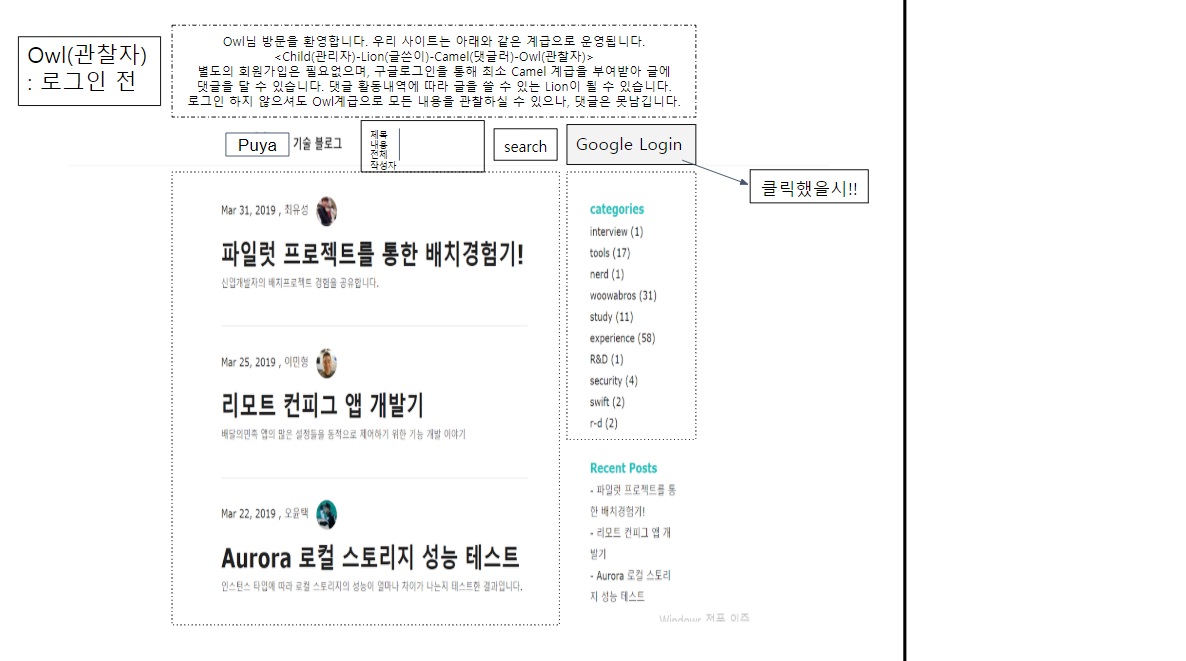 Owl(관찰자)
: 로그인 전
Owl님 방문을 환영합니다. 우리 사이트는 아래와 같은 계급으로 운영됩니다.
<Child(관리자)-Lion(글쓴이)-Camel(댓글러)-Owl(관찰자)>
별도의 회원가입은 필요없으며, 구글로그인을 통해 최소 Camel 계급을 부여받아 글에
댓글을 달 수 있습니다. 댓글 활동내역에 따라 글을 쓸 수 있는 Lion이 될 수 있습니다.
로그인 하지 않으셔도 Owl계급으로 모든 내용을 관찰하실 수 있으나, 댓글은 못남깁니다.
Puya 기술 블로그
제목
내용
전체
작성자
search
Google Login
클릭했을시!!
Mar 31, 2019 , 최유성
파일럿 프로젝트를 통한 배치경험기!
신입개발자의 배치프로젝트 경험을 공유합니다.
Mar 25, 2019 , 이민형
리모트 컨피그 앱 개발기
배달의민족 앱의 많은 설정들을 동적으로 제어하기 위한 기능 개발 이야기
Mar 22, 2019 , 오윤택
Aurora 로컬 스토리지 성능 테스트
인스턴스 타입에 따라 로컬 스토리지의 성능이 얼마나 차이가 나는지 테스트한 결과입니다.
categories
interview (1)
tools (17)
nerd (1)
woowabros (31)
study (11)
experience (58)
R&D (1)
security (4)
swift (2)
r-d (2)
Recent Posts
- 파일럿 프로젝트를 통
한 배치경험기!
- 리모트 컨피그 앱 개
발기
- Aurora 로컬 스토리
지 성능 테스트
Windows